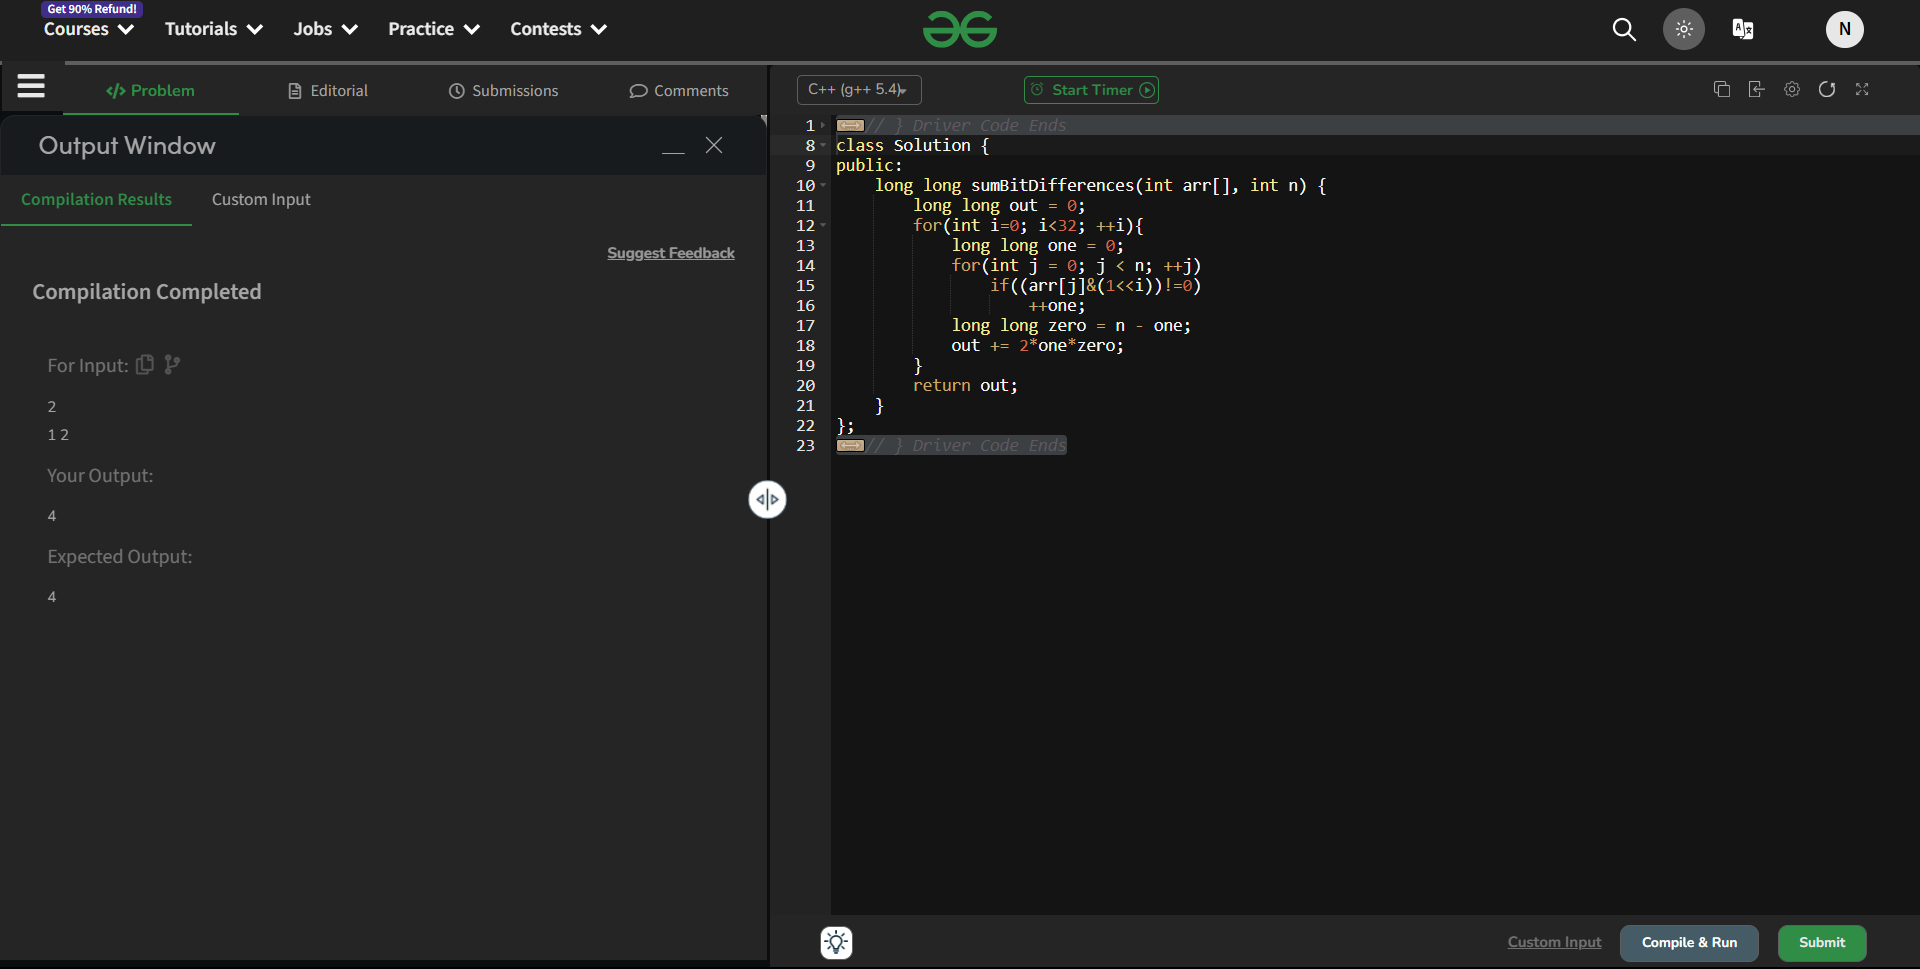 Get 90% Refund!
Courses Tutorials Jobs Practice Contests
N
Problem Editorial Submissions Comments
Output Window
Compilation Results Custom Input
Suggest Feedback
Compilation Completed
For Input:
2
1 2
Your Output:
4
Expected Output:
4
C++ (g++ 5.4) Start Timer
1 // } Driver Code Ends
8 class Solution {
9 public:
10 long long sumBitDifferences(int arr[], int n) {
11 long long out = 0;
12 for(int i=0; i<32; ++i){
13 long long one = 0;
14 for(int j = 0; j < n; ++j)
15 if((arr[j]&(1<<i))!=0)
16 ++one;
17 long long zero = n - one;
18 out += 2*one*zero;
19 }
20 return out;
21 }
22 };
23 // } Driver Code Ends
Custom Input Compile & Run Submit